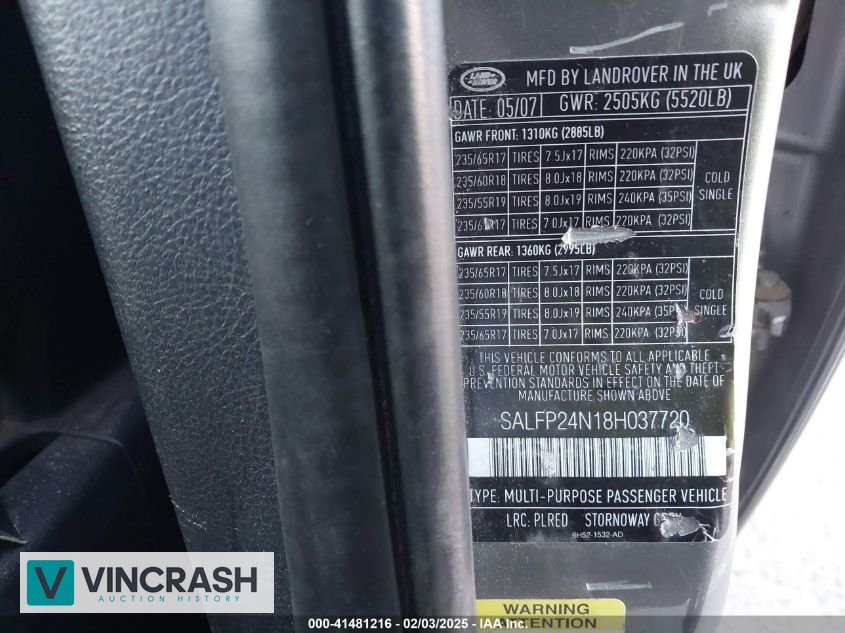 LAND ROVER
MFD BY LANDROVER IN THE UK
DATE: 05/07 GWR: 2505KG (5520LB)
GAWR FRONT: 1310KG (2885LB)
235/65R17 TIRES 7.5Jx17 RIMS 220KPA (32PSI)
235/60R18 TIRES 8.0Jx18 RIMS 220KPA (32PSI)
235/55R19 TIRES 8.0Jx19 RIMS 240KPA (35PSI)
235/65R17 TIRES 7.0Jx17 RIMS 220KPA (32PSI)
COLD
SINGLE
GAWR REAR: 1360KG (2995LB)
235/65R17 TIRES 7.5Jx17 RIMS 220KPA (32PSI)
235/60R18 TIRES 8.0Jx18 RIMS 220KPA (32PSI)
235/55R19 TIRES 8.0Jx19 RIMS 240KPA (35PSI)
235/65R17 TIRES 7.0Jx17 RIMS 220KPA (32PSI)
COLD
SINGLE
THIS VEHICLE CONFORMS TO ALL APPLICABLE
U.S. FEDERAL MOTOR VEHICLE SAFETY AND THEFT
PREVENTION STANDARDS IN EFFECT ON THE DATE OF
MANUFACTURE SHOWN ABOVE
SALFP24N18H037720
TYPE: MULTI-PURPOSE PASSENGER VEHICLE
LRC: PLRED STORNOWAY
6H52-1532-AD
WARNING
ATTENTION
V VINCRASH
AUCTION HISTORY
000-41481216 - 02/03/2025 - IAA Inc.